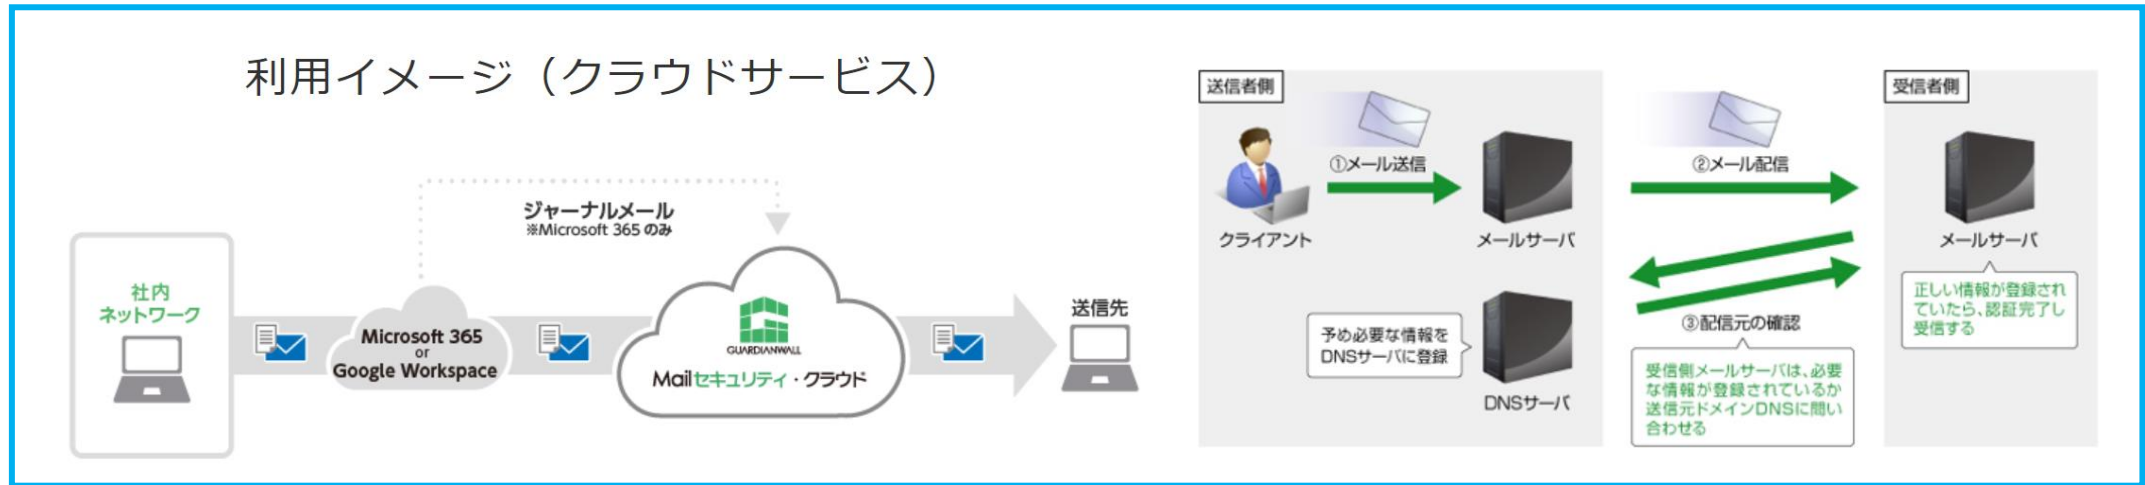 利用イメージ（クラウドサービス）
ジャーナルメール
※Microsoft 365 のみ
社内
ネットワーク
Microsoft 365
or
Google Workspace
GUARDIANWALL
Mailセキュリティ・クラウド
送信先
送信者側
①メール送信
クライアント
メールサーバ
予め必要な情報を
DNSサーバに登録
DNSサーバ
②メール配信
③配信元の確認
受信側メールサーバは、必要
な情報が登録されているか
送信元ドメインDNSに問い
合わせる
受信者側
メールサーバ
正しい情報が登録され
ていたら、認証完了し
受信する